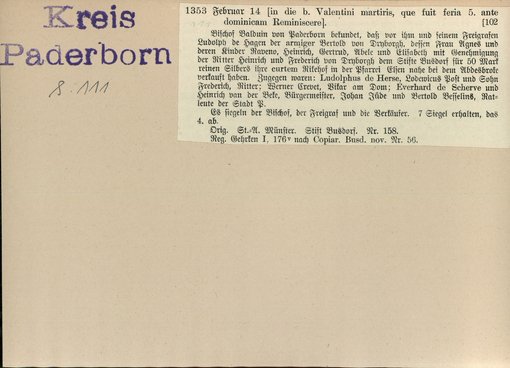 Kreis
Paderborn
8.111
1353 Februar 14 [in die b. Valentini martiris, que fuit feria 5. ante
dominicam Reminiscere]. [102
Bischof Balduin von Paderborn bekundet, daß vor ihm und seinem Freigrafen
Ludolph de Hagen der armiger Bertold von Dryborgh, dessen Frau Agnes und
deren Kinder Raveno, Heinrich, Gertrud, Abele und Elisabeth mit Genehmigung
der Ritter Heinrich und Frederich von Dryborgh dem Stifte Busdorf für 50 Mark
reinen Silbers ihre curtem Rikehof in der Pfarrei Elsen nahe bei dem Abdesbroke
verkauft haben. Zugegen waren: Ludolphus de Herse, Lodewicus Post und Sohn
Frederich, Ritter; Werner Crevet, Vikar am Dom; Everhard de Scherve und
Heinrich van der Beke, Bürgermeister, Johan Füde und Bertold Besselins, Rat-
leute der Stadt P.
Es siegeln der Bischof, der Freigraf und die Verkäufer. 7 Siegel erhalten, das
4. ab.
Orig. St.-A. Münster. Stift Busdorf. Nr. 158.
Reg. Gehrken I, 176v nach Copiar. Busd. nov. Nr. 56.